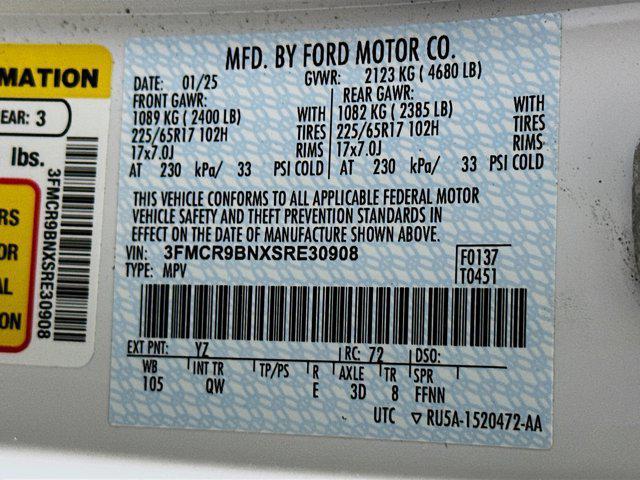 MFD. BY FORD MOTOR CO.
DATE: 01/25 GVWR: 2123 KG ( 4680 LB)
FRONT GAWR: REAR GAWR:
1089 KG ( 2400 LB) WITH 1082 KG ( 2385 LB) WITH
225/65R17 102H TIRES 225/65R17 102H TIRES
17x7.0J RIMS 17x7.0J RIMS
AT 230 kPa/ 33 PSI COLD AT 230 kPa/ 33 PSI COLD
THIS VEHICLE CONFORMS TO ALL APPLICABLE FEDERAL MOTOR
VEHICLE SAFETY AND THEFT PREVENTION STANDARDS IN
EFFECT ON THE DATE OF MANUFACTURE SHOWN ABOVE.
VIN: 3FMCR9BNXSRE30908 F0137
TYPE: MPV T0451
EXT PNT: YZ RC: 72 DSO:
WB INT TR TP/PS R AXLE TR SPR
105 QW E 3D 8 FFNN
UTC ▽ RU5A-1520472-AA
RMATION
EAR: 3
lbs.
3FMCR9BNXSRE30908
RS
OR
AL
ON